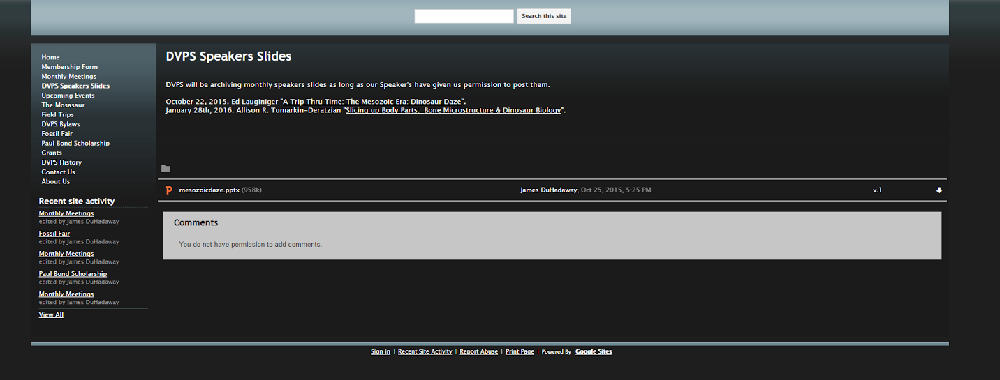 Search this site
Home
Membership Form
Monthly Meetings
DVPS Speakers Slides
Upcoming Events
The Mosasaur
Field Trips
DVPS Bylaws
Fossil Fair
Paul Bond Scholarship
Grants
DVPS History
Contact Us
About Us
Recent site activity
Monthly Meetings
edited by James DuHadaway
Fossil Fair
edited by James DuHadaway
Monthly Meetings
edited by James DuHadaway
Paul Bond Scholarship
edited by James DuHadaway
Monthly Meetings
edited by James DuHadaway
View All
DVPS Speakers Slides
DVPS will be archiving monthly speakers slides as long as our Speaker's have given us permission to post them.
October 22, 2015. Ed Lauginiger "A Trip Thru Time: The Mesozoic Era: Dinosaur Daze".
January 28th, 2016. Allison R. Tumarkin-Deratzian "Slicing up Body Parts:  Bone Microstructure & Dinosaur Biology".
mesozoicdaze.pptx (958k) James DuHadaway, Oct 25, 2015, 5:25 PM v.1
Comments
You do not have permission to add comments.
Sign in | Recent Site Activity | Report Abuse | Print Page | Powered By Google Sites